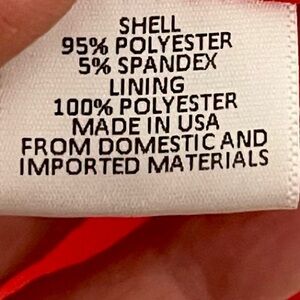 SHELL
95% POLYESTER
5% SPANDEX
LINING
100% POLYESTER
MADE IN USA
FROM DOMESTIC AND
IMPORTED MATERIALS